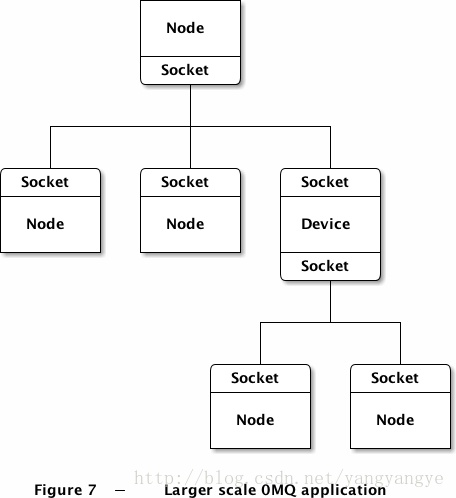 Node
Socket
Socket Socket Socket
Node Node Device
Socket
Socket Socket
Node Node
http://blog.csdn.net/yangyangye
Figure 7 — Larger scale 0MQ application